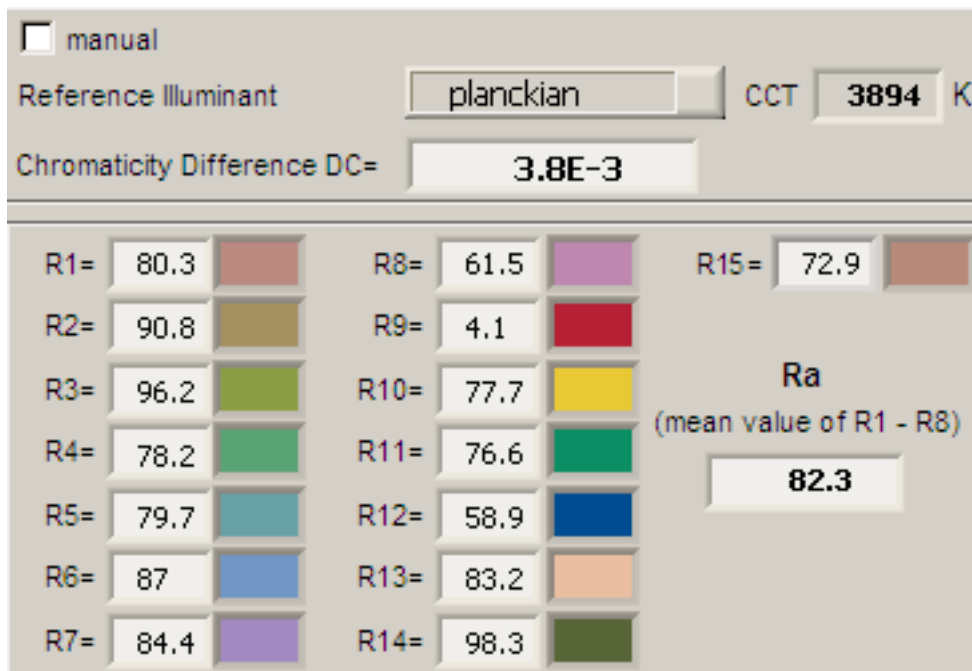 manual
Reference Illuminant planckian CCT 3894 K
Chromaticity Difference DC= 3.8E-3
R1= 80.3 R8= 61.5 R15= 72.9
R2= 90.8 R9= 4.1
R3= 96.2 R10= 77.7 Ra
(mean value of R1 - R8)
R4= 78.2 R11= 76.6
82.3
R5= 79.7 R12= 58.9
R6= 87 R13= 83.2
R7= 84.4 R14= 98.3